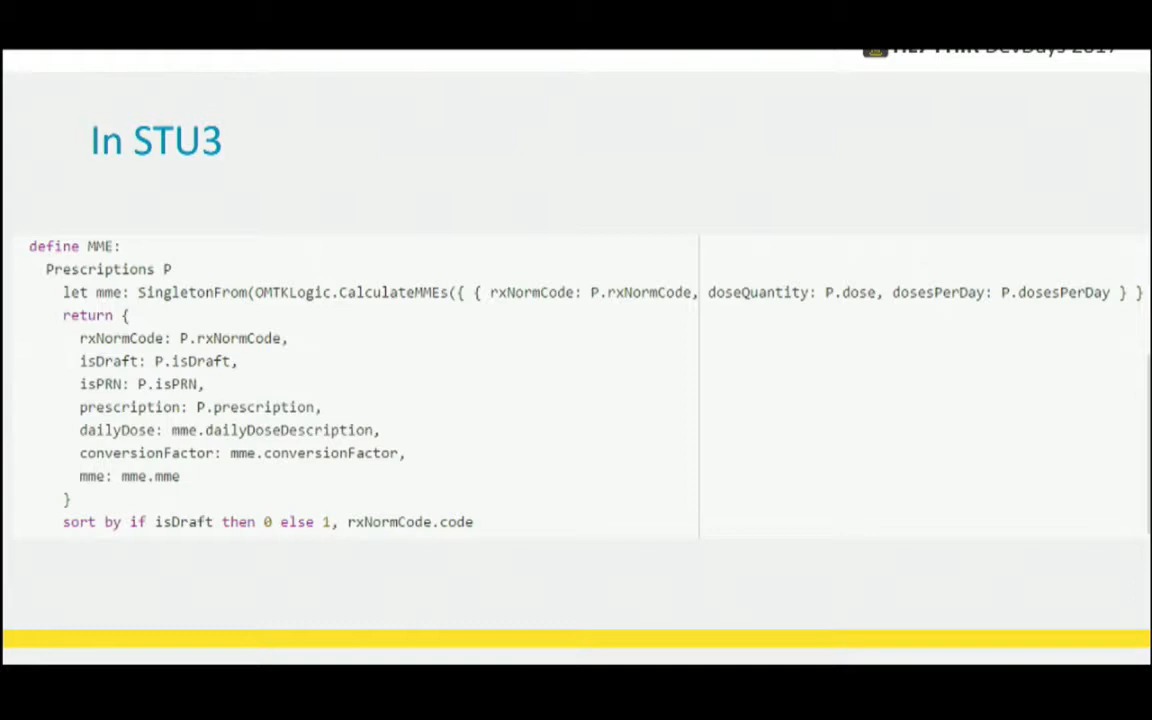 DevDays 2017
In STU3
define MME:
Prescriptions P
let mme: SingletonFrom(OMTKLogic.CalculateMMEs({ { rxNormCode: P.rxNormCode, doseQuantity: P.dose, dosesPerDay: P.dosesPerDay } }
return {
rxNormCode: P.rxNormCode,
isDraft: P.isDraft,
isPRN: P.isPRN,
prescription: P.prescription,
dailyDose: mme.dailyDoseDescription,
conversionFactor: mme.conversionFactor,
mme: mme.mme
}
sort by if isDraft then 0 else 1, rxNormCode.code